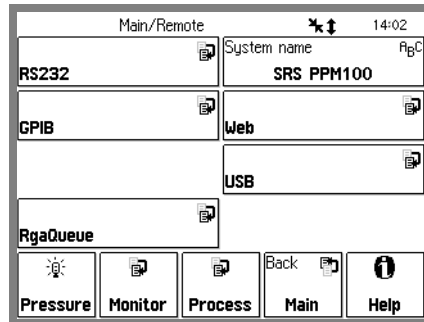 Main/Remote 14:02
System name ABC
RS232 SRS PPM100
GPIB Web
USB
RgaQueue
Back
Pressure Monitor Process Main Help